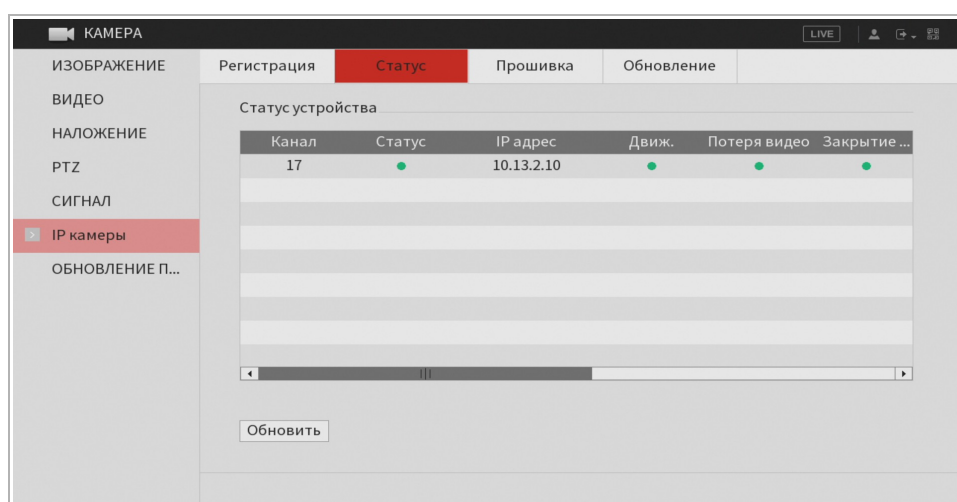 КАМЕРА LIVE
ИЗОБРАЖЕНИЕ
ВИДЕО
НАЛОЖЕНИЕ
PTZ
СИГНАЛ
IP камеры
ОБНОВЛЕНИЕ П...
Регистрация Статус Прошивка Обновление
Статус устройства
Канал Статус IP адрес Движ. Потеря видео Закрытие ...
17 10.13.2.10
Обновить